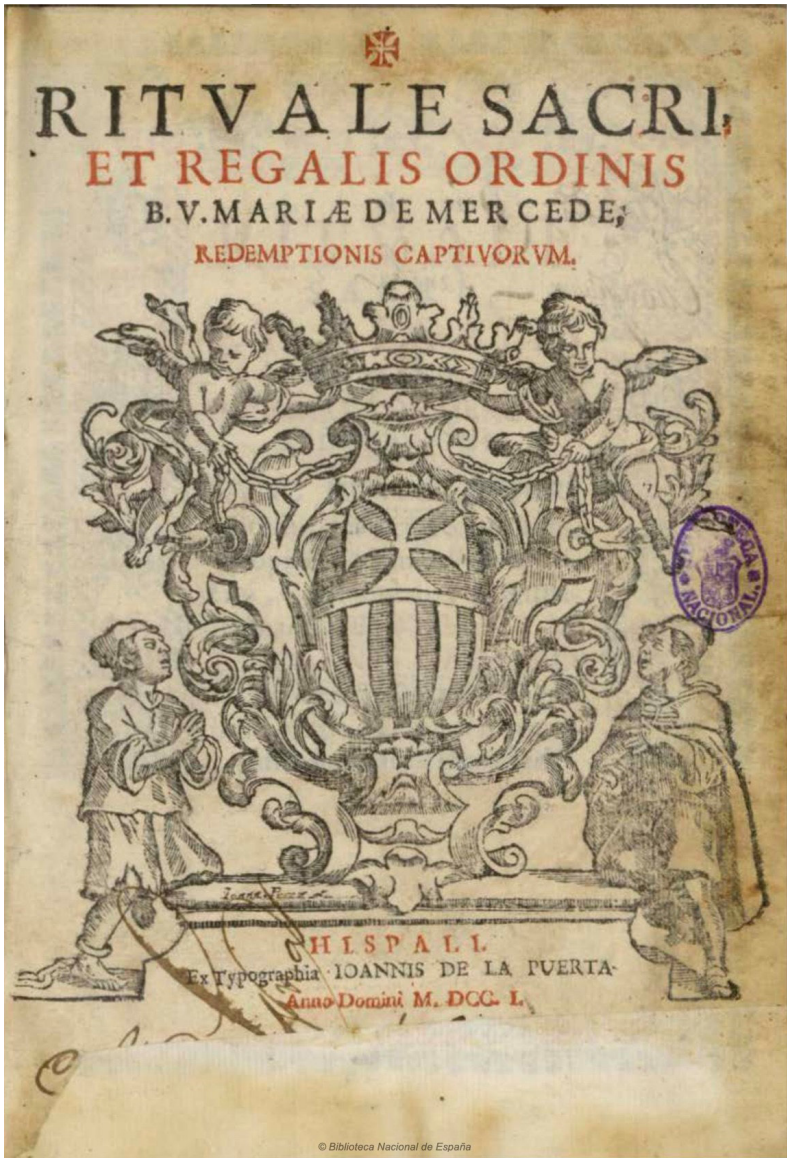 RITVALE SACRI,
ET REGALIS ORDINIS
B. V. MARIÆ DE MERCEDE,
REDEMPTIONIS CAPTIVORVM.
NACIONAL.
HISPALI.
Ex Typographia IOANNIS DE LA PUERTA.
Anno Domini M. DCC. I.
© Biblioteca Nacional de España